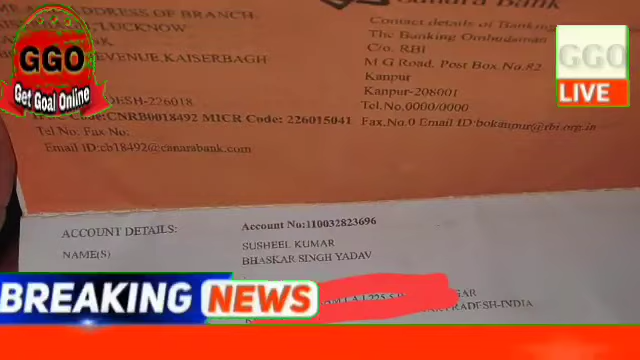 GGO
Get Goal Online
GGO
LIVE
ADDRESS OF BRANCH
LUCKNOW
REVENUE,KAISERBAGH
DESH-226018
CNRB0018492 MICR Code: 226015041
Tel No. Fax No.
Email ID:cb18492@canarabank.com
Bank
Contact details of Banking
The Banking Ombudsman
C/o. RBI
M G Road, Post Box No.82
Kanpur
Kanpur-208001
Tel.No.0000/0000
Fax.No.0 Email ID:bokanpur@rbi.org.in
ACCOUNT DETAILS:
Account No:110032823696
NAME(S)
SUSHEEL KUMAR
BHASKAR SINGH YADAV
PRADESH-INDIA
BREAKING NEWS